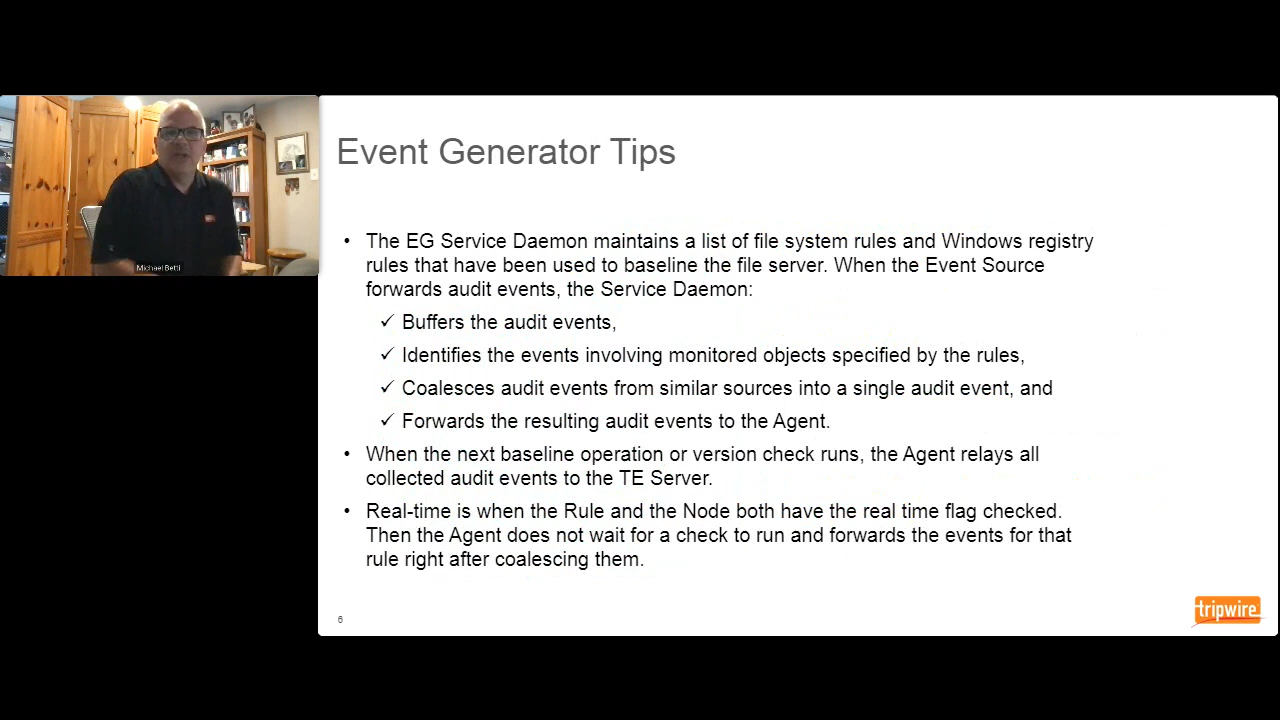 Event Generator Tips
• The EG Service Daemon maintains a list of file system rules and Windows registry
rules that have been used to baseline the file server. When the Event Source
forwards audit events, the Service Daemon:
✓ Buffers the audit events,
✓ Identifies the events involving monitored objects specified by the rules,
✓ Coalesces audit events from similar sources into a single audit event, and
✓ Forwards the resulting audit events to the Agent.
• When the next baseline operation or version check runs, the Agent relays all
collected audit events to the TE Server.
• Real-time is when the Rule and the Node both have the real time flag checked.
Then the Agent does not wait for a check to run and forwards the events for that
rule right after coalescing them.
Michael Betti
6
tripwire